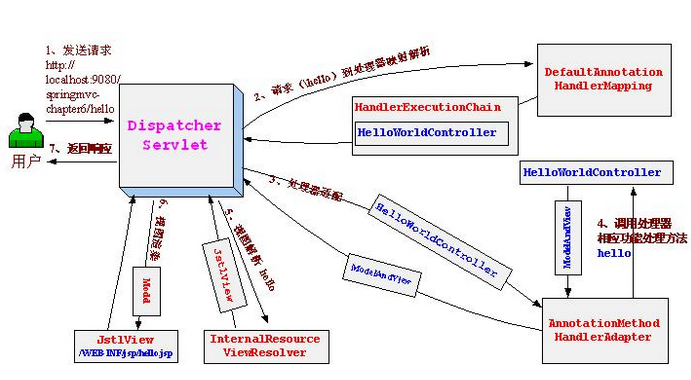 1、发送请求
http://
localhost:9080/
springmvc-
chapter6/hello
用户
7、返回响应
Dispatcher
Servlet
2、请求（\hello）到处理器映射解析
DefaultAnnotation
HandlerMapping
HandlerExecutionChain
HelloWorldController
3、处理器适配
HelloWorldController
ModelAndView
HelloWorldController
ModelAndView
4、调用处理器
相应功能处理方法
hello
AnnotationMethod
HandlerAdapter
5、视图解析 hello
JstlView
InternalResource
ViewResolver
6、视图渲染
Model
JstlView
/WEB-INF/jsp/hello.jsp